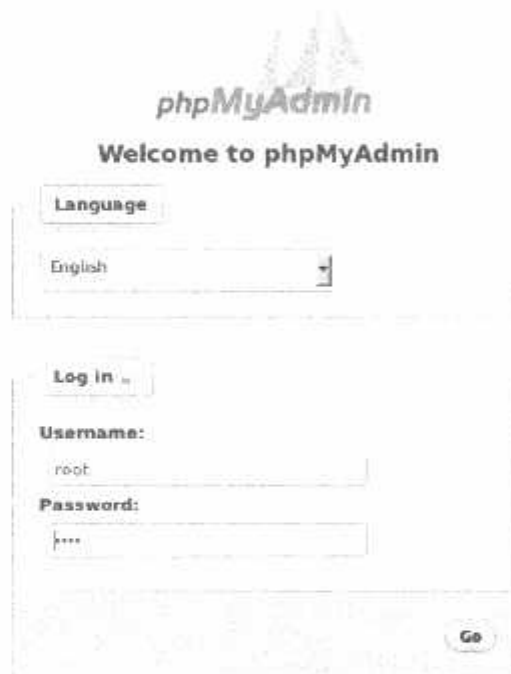 phpMyAdmin
Welcome to phpMyAdmin
Language
English
Log in
Username:
root
Password:
••••
Go